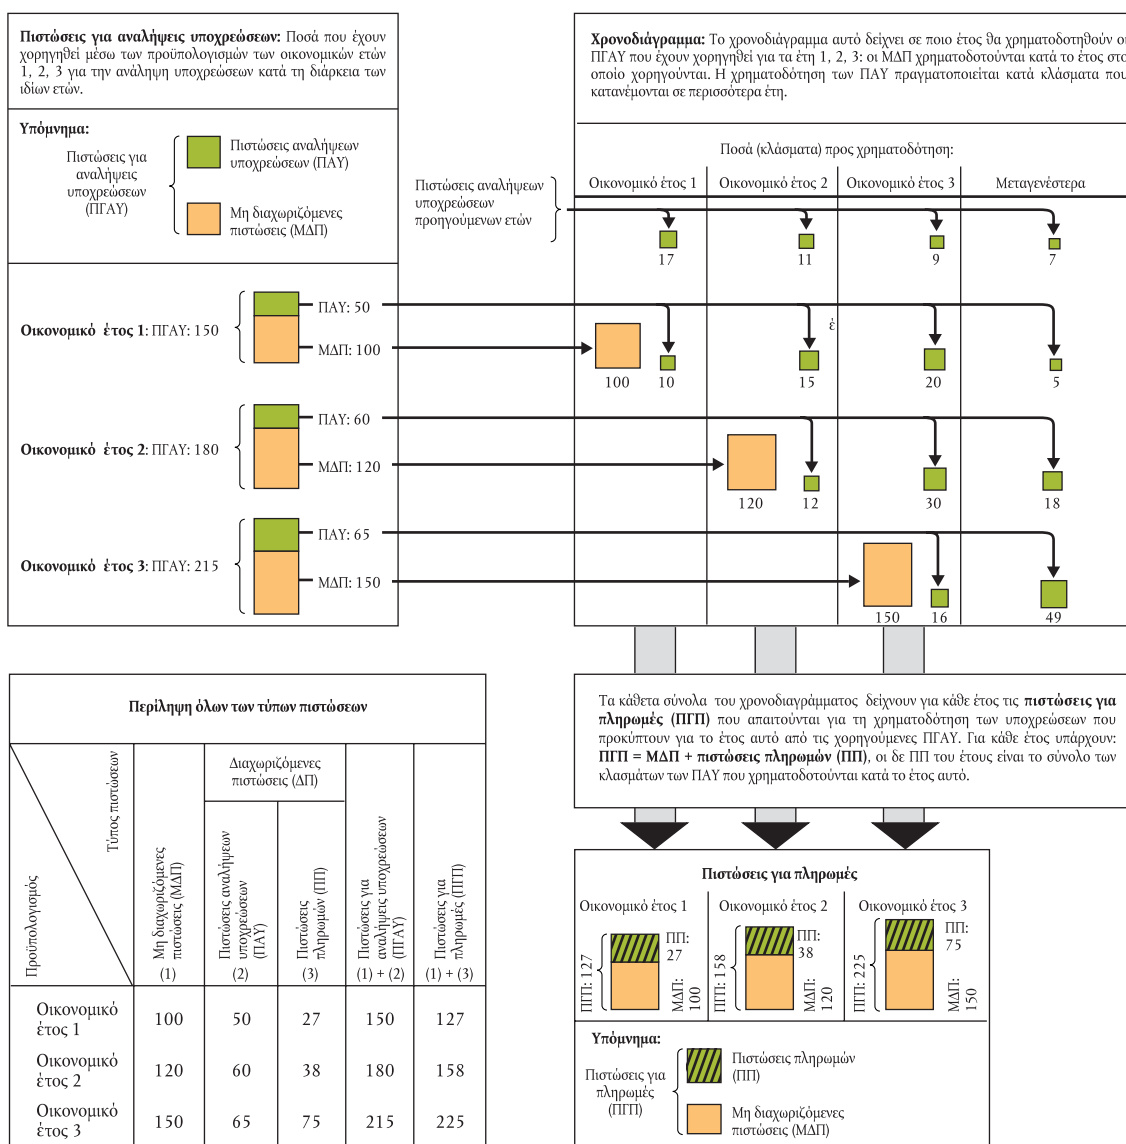 Πιστώσεις για αναλήψεις υποχρεώσεων: Ποσά που έχουν
χορηγηθεί μέσω των προϋπολογισμών των οικονομικών ετών
1, 2, 3 για την ανάληψη υποχρεώσεων κατά τη διάρκεια των
ιδίων ετών.
Υπόμνημα:
Πιστώσεις για
αναλήψεις
υποχρεώσεων
(ΠΓΑΥ)
Πιστώσεις αναλήψεων
υποχρεώσεων (ΠΑΥ)
Μη διαχωριζόμενες
πιστώσεις (ΜΔΠ)
Χρονοδιάγραμμα: Το χρονοδιάγραμμα αυτό δείχνει σε ποιο έτος θα χρηματοδοτηθούν οι
ΠΓΑΥ που έχουν χορηγηθεί για τα έτη 1, 2, 3: οι ΜΔΠ χρηματοδοτούνται κατά το έτος στο
οποίο χορηγούνται. Η χρηματοδότηση των ΠΑΥ πραγματοποιείται κατά κλάσματα που
κατανέμονται σε περισσότερα έτη.
Ποσά (κλάσματα) προς χρηματοδότηση:
Οικονομικό έτος 1
Οικονομικό έτος 2
Οικονομικό έτος 3
Μεταγενέστερα
Πιστώσεις αναλήψεων
υποχρεώσεων
προηγούμενων ετών
17
11
9
7
Οικονομικό έτος 1: ΠΓΑΥ: 150
ΠΑΥ: 50
ΜΔΠ: 100
έ
100
10
15
20
5
Οικονομικό έτος 2: ΠΓΑΥ: 180
ΠΑΥ: 60
ΜΔΠ: 120
120
12
30
18
Οικονομικό έτος 3: ΠΓΑΥ: 215
ΠΑΥ: 65
ΜΔΠ: 150
150
16
49
Τα κάθετα σύνολα του χρονοδιαγράμματος δείχνουν για κάθε έτος τις πιστώσεις για
πληρωμές (ΠΓΠ) που απαιτούνται για τη χρηματοδότηση των υποχρεώσεων που
προκύπτουν για το έτος αυτό από τις χορηγούμενες ΠΓΑΥ. Για κάθε έτος υπάρχουν:
ΠΓΠ = ΜΔΠ + πιστώσεις πληρωμών (ΠΠ), οι δε ΠΠ του έτους είναι το σύνολο των
κλασμάτων των ΠΑΥ που χρηματοδοτούνται κατά το έτος αυτό.
Περίληψη όλων των τύπων πιστώσεων
Προϋπολογισμός
Τύπος πιστώσεων
Διαχωριζόμενες
πιστώσεις (ΔΠ)
Μη διαχωριζόμενες
πιστώσεις (ΜΔΠ)
(1)
Πιστώσεις αναλήψεων
υποχρεώσεων
(ΠΑΥ)
(2)
Πιστώσεις
πληρωμών (ΠΠ)
(3)
Πιστώσεις για
αναλήψεις υποχρεώσεων
(ΠΓΑΥ)
(1) + (2)
Πιστώσεις για
πληρωμές (ΠΓΠ)
(1) + (3)
Οικονομικό
έτος 1
100
50
27
150
127
Οικονομικό
έτος 2
120
60
38
180
158
Οικονομικό
έτος 3
150
65
75
215
225
Πιστώσεις για πληρωμές
Οικονομικό έτος 1
Οικονομικό έτος 2
Οικονομικό έτος 3
ΠΓΠ: 127
ΠΠ:
27
ΜΔΠ:
100
ΠΓΠ: 158
ΠΠ:
38
ΜΔΠ:
120
ΠΓΠ: 225
ΠΠ:
75
ΜΔΠ:
150
Υπόμνημα:
Πιστώσεις για
πληρωμές
(ΠΓΠ)
Πιστώσεις πληρωμών
(ΠΠ)
Μη διαχωριζόμενες
πιστώσεις (ΜΔΠ)